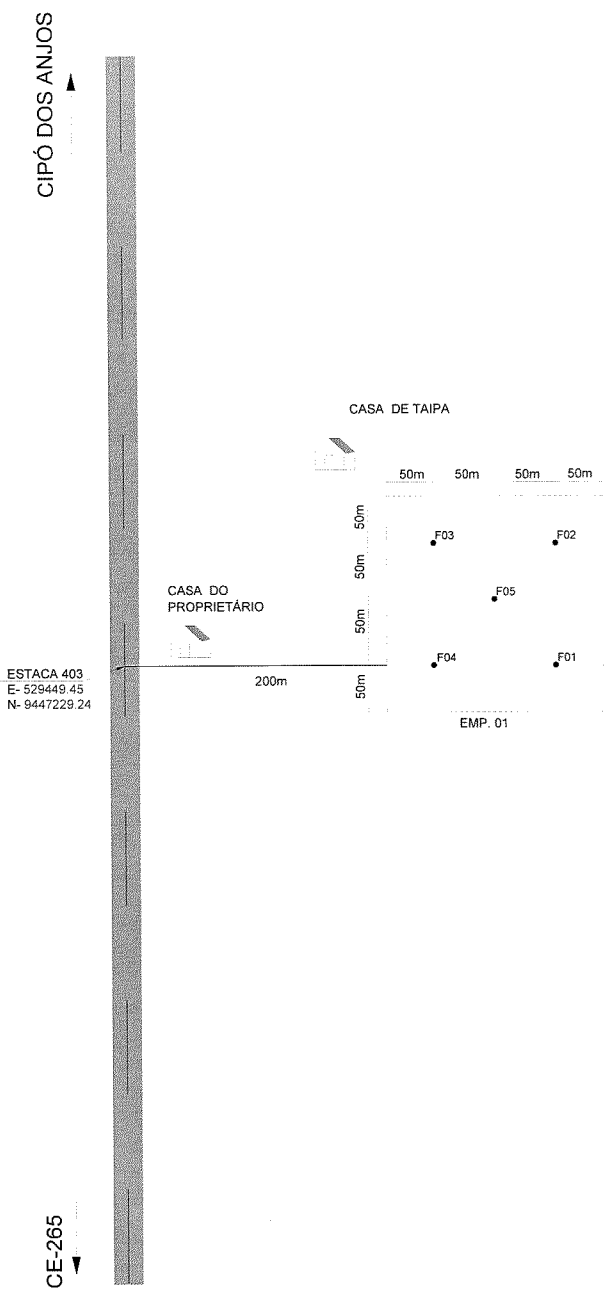 CIPÓ DOS ANJOS
CASA DE TAIPA
50m 50m 50m 50m
50m
50m
50m
50m
F03
F02
F05
F04
F01
CASA DO
PROPRIETÁRIO
200m
ESTACA 403
E- 529449.45
N- 9447229.24
EMP. 01
CE-265